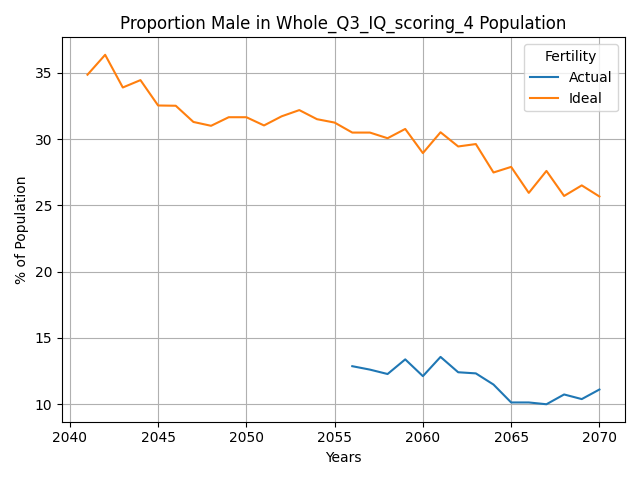 Proportion Male in Whole_Q3_IQ_scoring_4 Population
Fertility
Actual
Ideal
% of Population
35
30
25
20
15
10
2040
2045
2050
2055
2060
2065
2070
Years